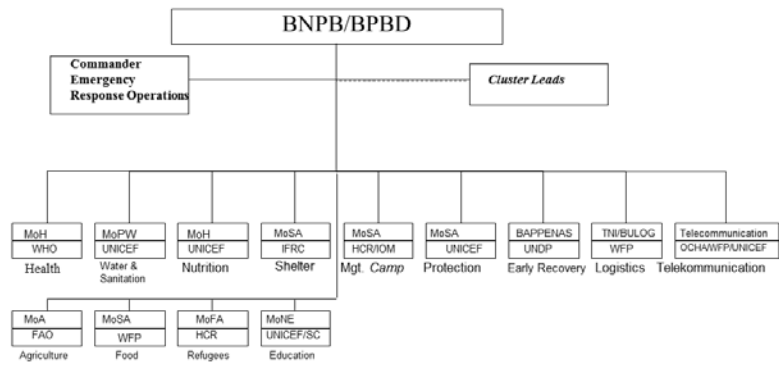 BNPB/BPBD
Commander
Emergency
Response Operations
Cluster Leads
MoH
WHO
Health
MoPW
UNICEF
Water &
Sanitation
MoH
UNICEF
Nutrition
MoSA
IFRC
Shelter
MoSA
HCR/IOM
Mgt. Camp
MoSA
UNICEF
Protection
BAPPENAS
UNDP
Early Recovery
TNI/BULOG
WFP
Logistics
Telecommunication
OCHA/WFP/UNICEF
Telekommunication
MoA
FAO
Agriculture
MoSA
WFP
Food
MoFA
HCR
Refugees
MoNE
UNICEF/SC
Education